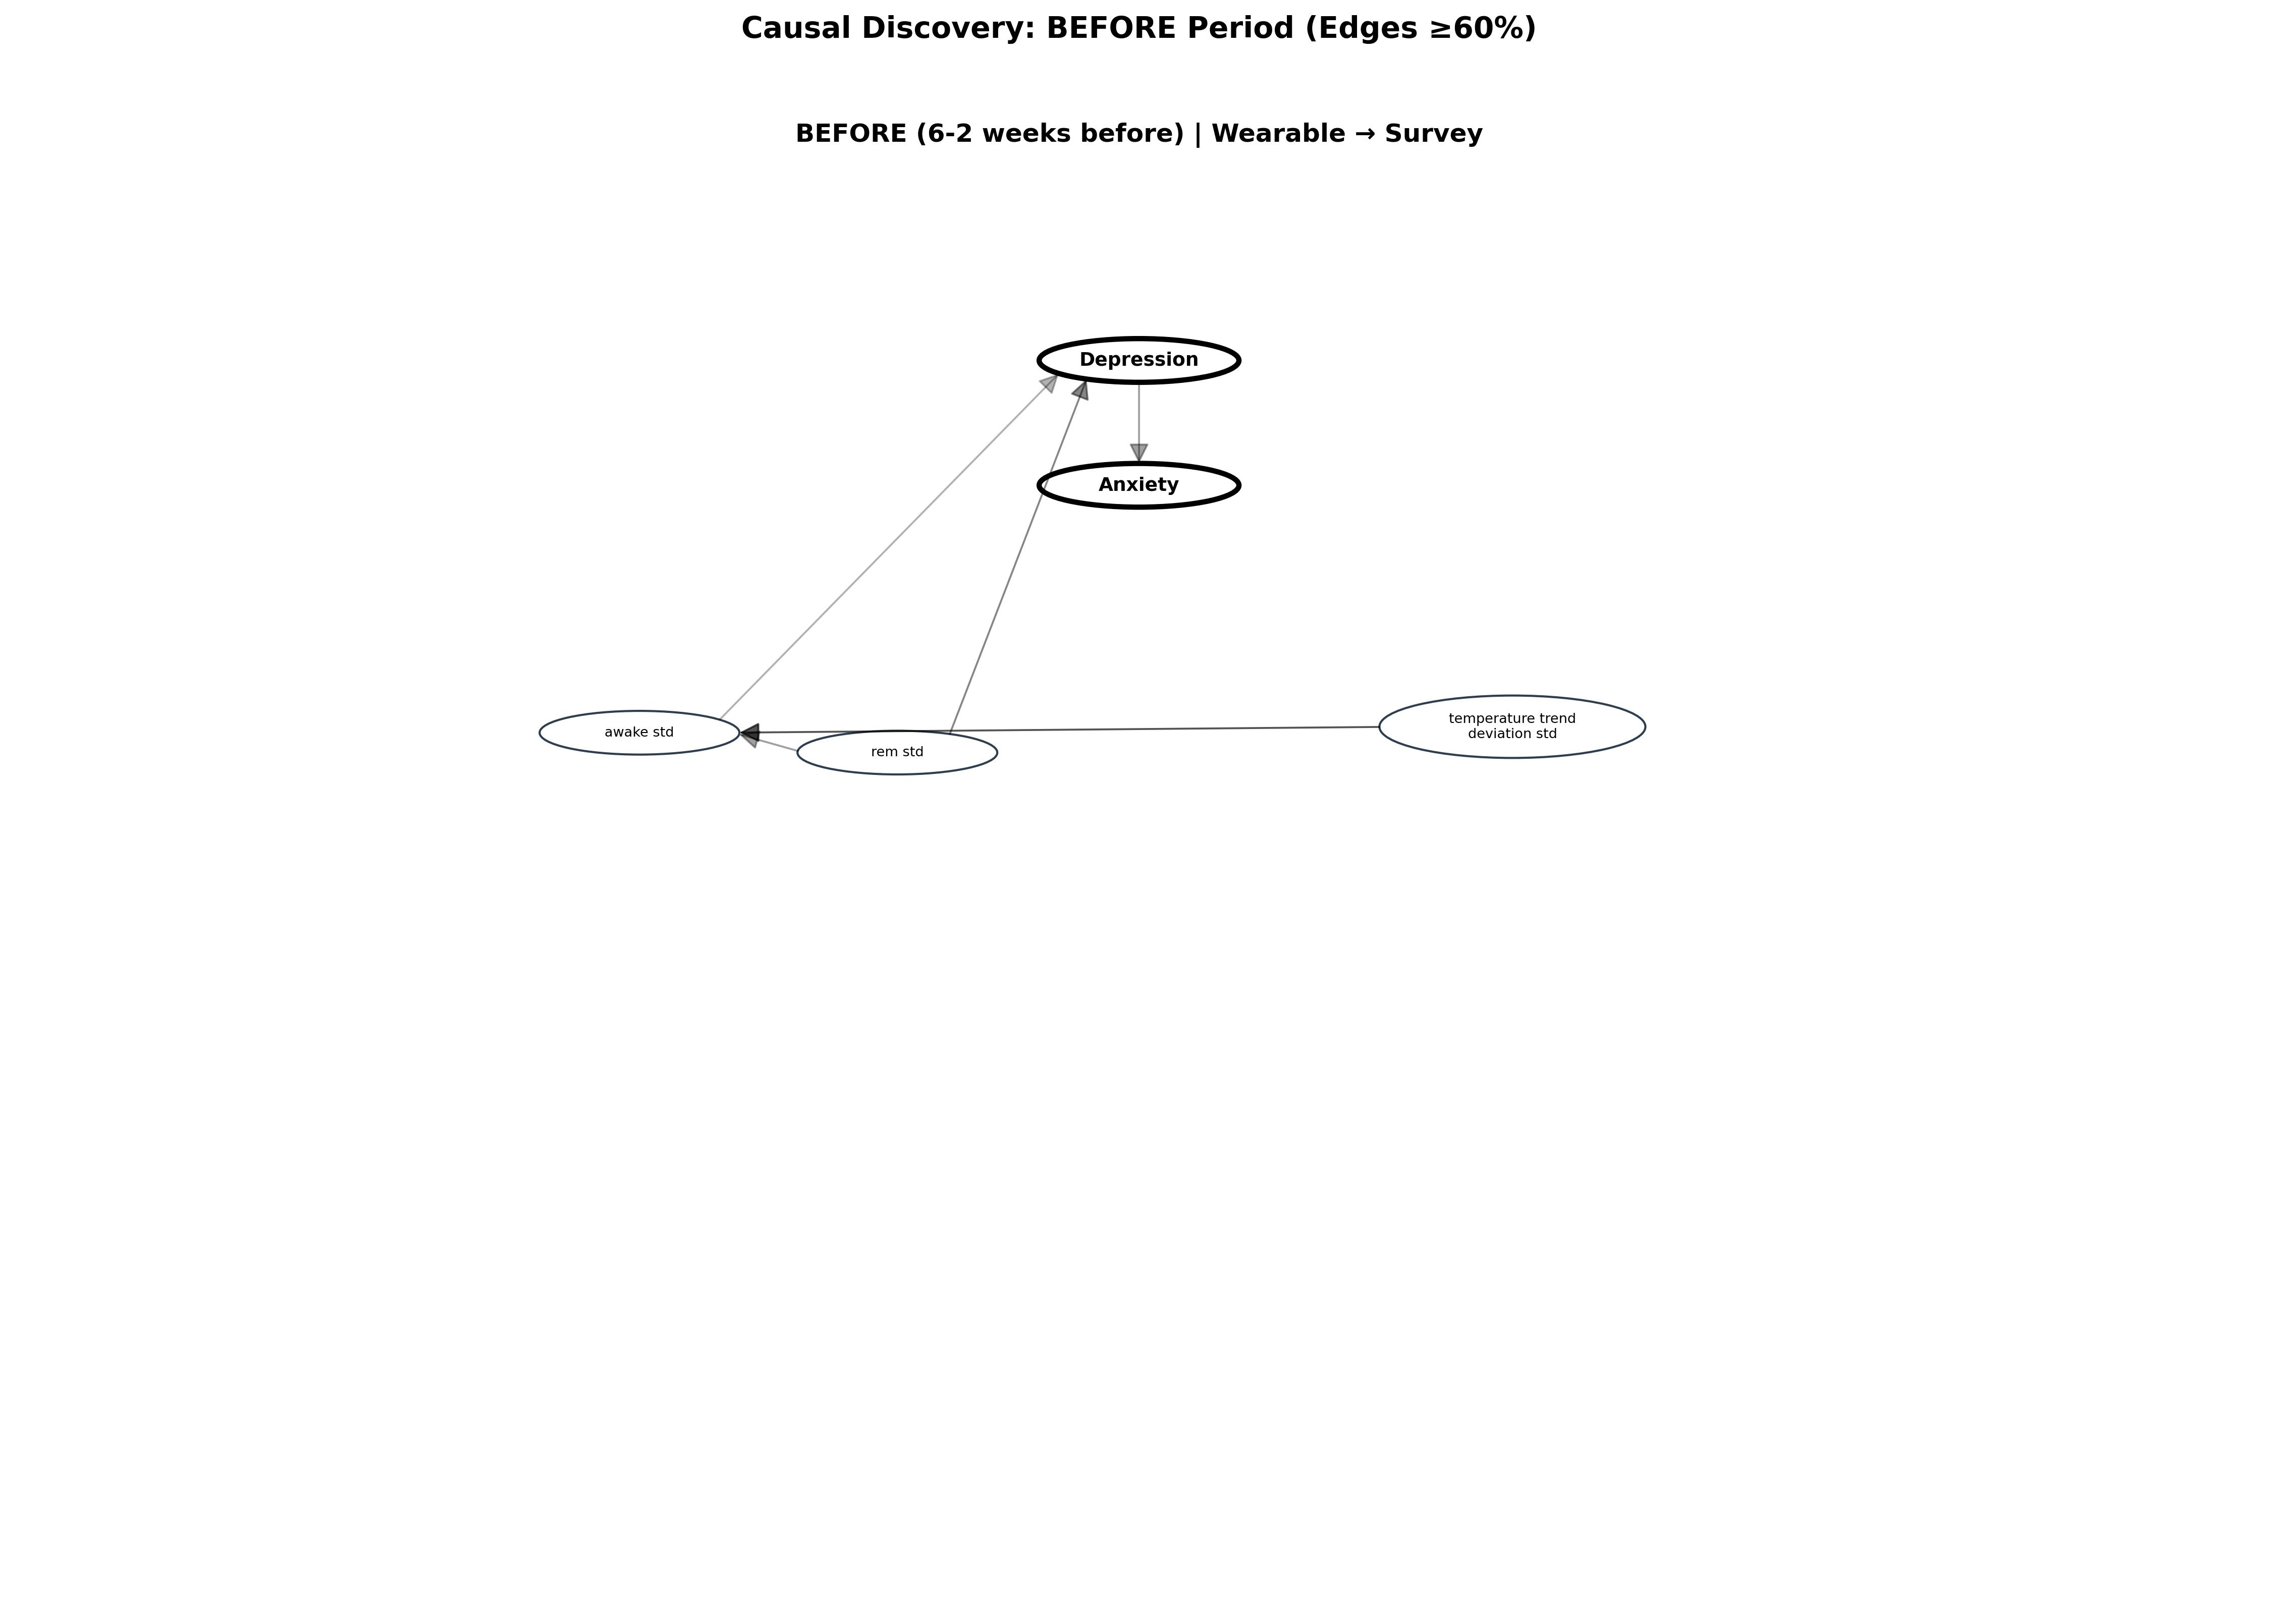 Causal Discovery: BEFORE Period (Edges ≥60%)
BEFORE (6-2 weeks before) | Wearable → Survey
Depression
Anxiety
awake std
rem std
temperature trend
deviation std